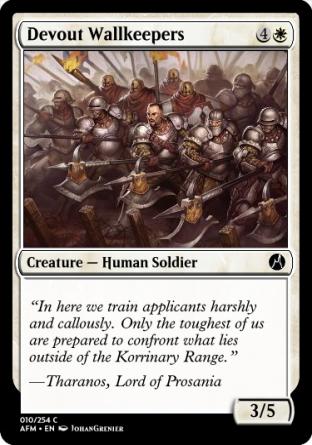 Devout Wallkeepers 4
Creature — Human Soldier
“In here we train applicants harshly
and callously. Only the toughest of us
are prepared to confront what lies
outside of the Korrinary Range.”
—Tharanos, Lord of Prosania
3/5
010/254 C
AFM • EN JohanGrenier